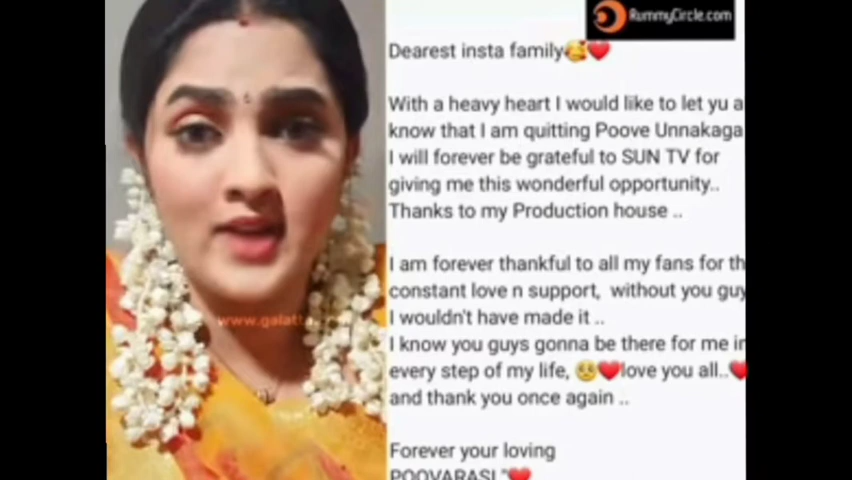 RummyCircle.com
Dearest insta family🥰❤️
With a heavy heart I would like to let yu a
know that I am quitting Poove Unnakaga
I will forever be grateful to SUN TV for
giving me this wonderful opportunity..
Thanks to my Production house ..
I am forever thankful to all my fans for th
constant love n support, without you guy
I wouldn't have made it ..
I know you guys gonna be there for me in
every step of my life, 🥺❤️love you all..❤️
and thank you once again ..
Forever your loving
POOVARASI."❤️
www.galatta